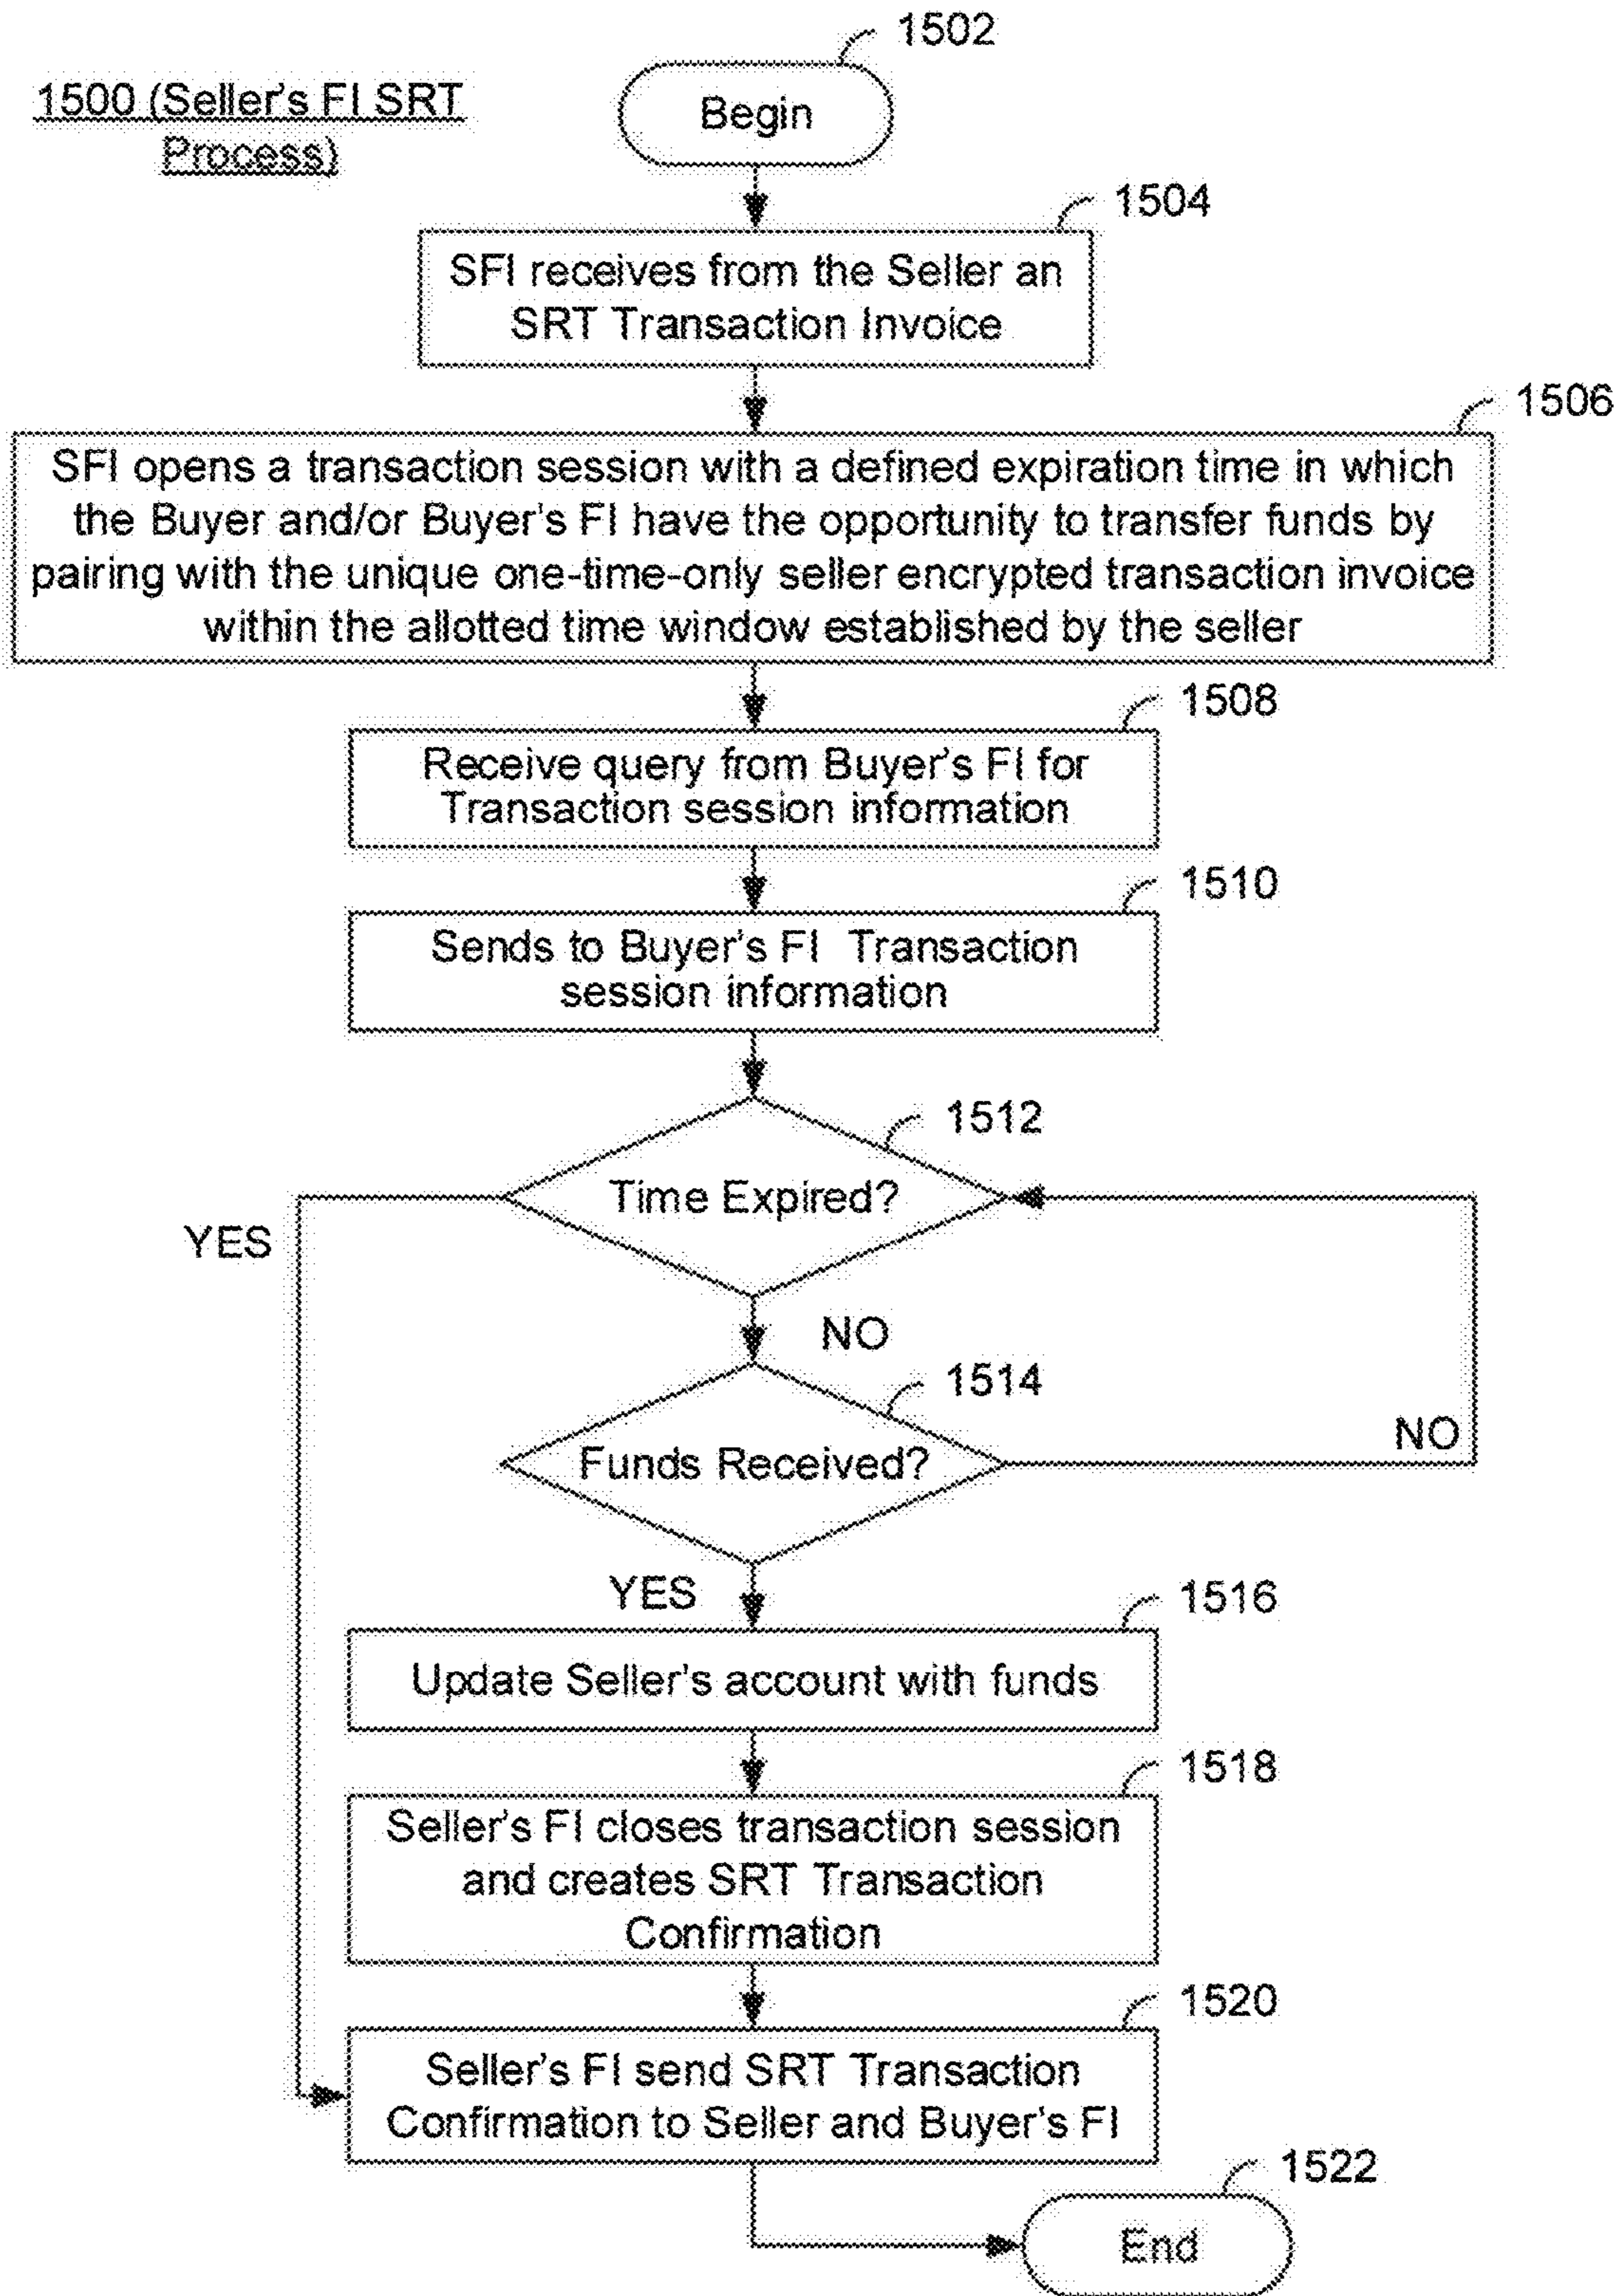 1502
1500 (Seller's FI SRT
Process)
Begin
1504
SFI receives from the Seller an
SRT Transaction Invoice
1506
SFI opens a transaction session with a defined expiration time in which
the Buyer and/or Buyer's FI have the opportunity to transfer funds by
pairing with the unique one-time-only seller encrypted transaction invoice
within the allotted time window established by the seller
1508
Receive query from Buyer's FI for
Transaction session information
1510
Sends to Buyer's FI Transaction
session information
1512
Time Expired?
YES
NO
1514
Funds Received?
NO
YES
1516
Update Seller's account with funds
1518
Seller's FI closes transaction session
and creates SRT Transaction
Confirmation
1520
Seller's FI send SRT Transaction
Confirmation to Seller and Buyer's FI
1522
End